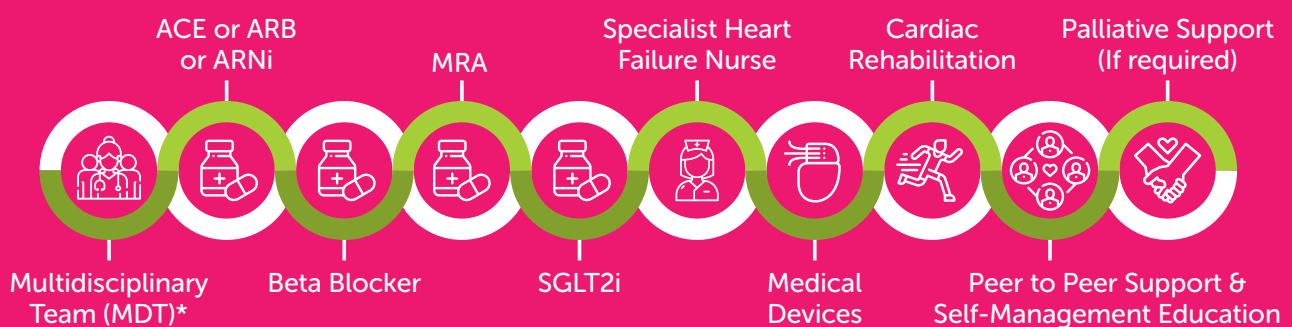 ACE or ARB
or ARNi
MRA
Specialist Heart
Failure Nurse
Cardiac
Rehabilitation
Palliative Support
(If required)
Multidisciplinary
Team (MDT)*
Beta Blocker
SGLT2i
Medical
Devices
Peer to Peer Support &
Self-Management Education